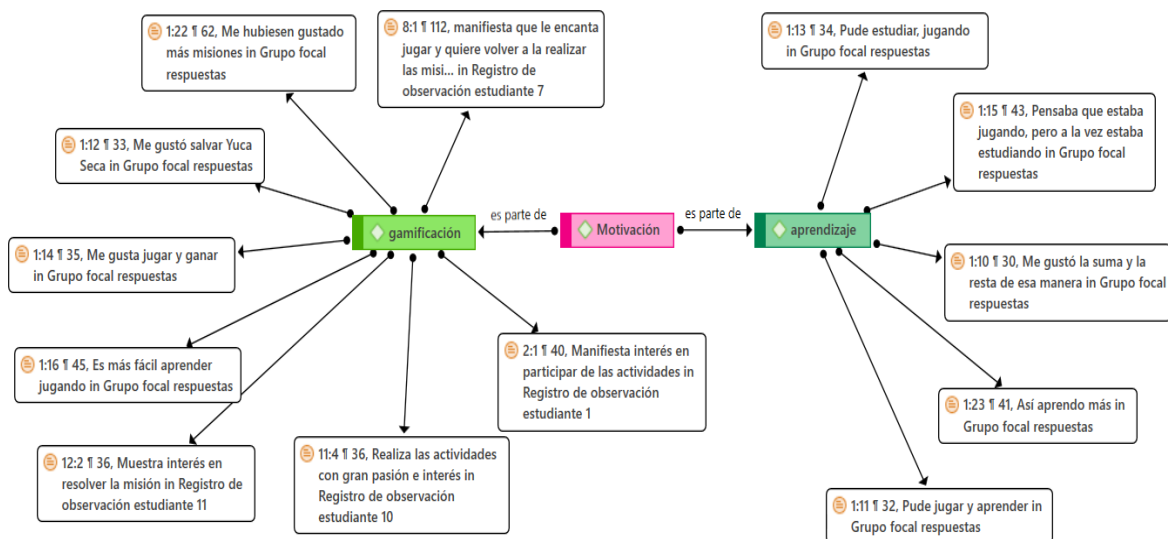 1:22 ¶ 62, Me hubiesen gustado
más misiones in Grupo focal
respuestas
8:1 ¶ 112, manifiesta que le encanta
jugar y quiere volver a la realizar
las misi... in Registro de
observación estudiante 7
1:13 ¶ 34, Pude estudiar, jugando
in Grupo focal respuestas
1:15 ¶ 43, Pensaba que estaba
jugando, pero a la vez estaba
estudiando in Grupo focal
respuestas
1:12 ¶ 33, Me gustó salvar Yuca
Seca in Grupo focal respuestas
gamificación
es parte de
Motivación
es parte de
aprendizaje
1:14 ¶ 35, Me gusta jugar y ganar
in Grupo focal respuestas
1:10 ¶ 30, Me gustó la suma y la
resta de esa manera in Grupo focal
respuestas
1:16 ¶ 45, Es más fácil aprender
jugando in Grupo focal respuestas
2:1 ¶ 40, Manifiesta interés en
participar de las actividades in
Registro de observación
estudiante 1
1:23 ¶ 41, Así aprendo más in
Grupo focal respuestas
12:2 ¶ 36, Muestra interés en
resolver la misión in Registro de
observación estudiante 11
11:4 ¶ 36, Realiza las actividades
con gran pasión e interés in
Registro de observación
estudiante 10
1:11 ¶ 32, Pude jugar y aprender in
Grupo focal respuestas